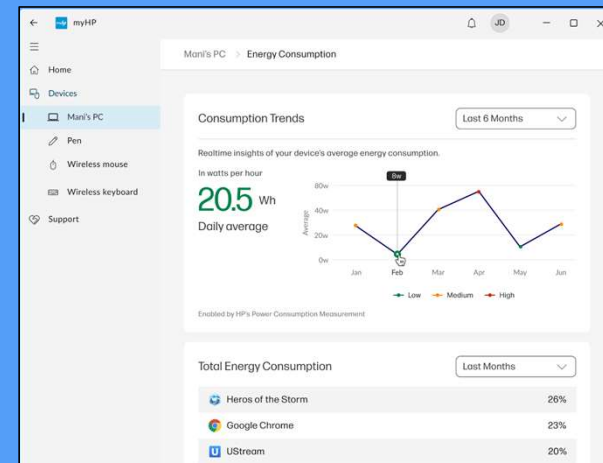 myHP
JD
Home
Devices
Mani's PC
Pen
Wireless mouse
Wireless keyboard
Support
Mani's PC > Energy Consumption
Consumption Trends
Last 6 Months
Realtime insights of your device's average energy consumption.
In watts per hour
20.5 Wh
Daily average
8w
Average
80w
40w
20w
0w
Jan Feb Mar Apr May Jun
Low Medium High
Enabled by HP's Power Consumption Measurement
Total Energy Consumption
Last Months
Heros of the Storm 26%
Google Chrome 23%
UStream 20%